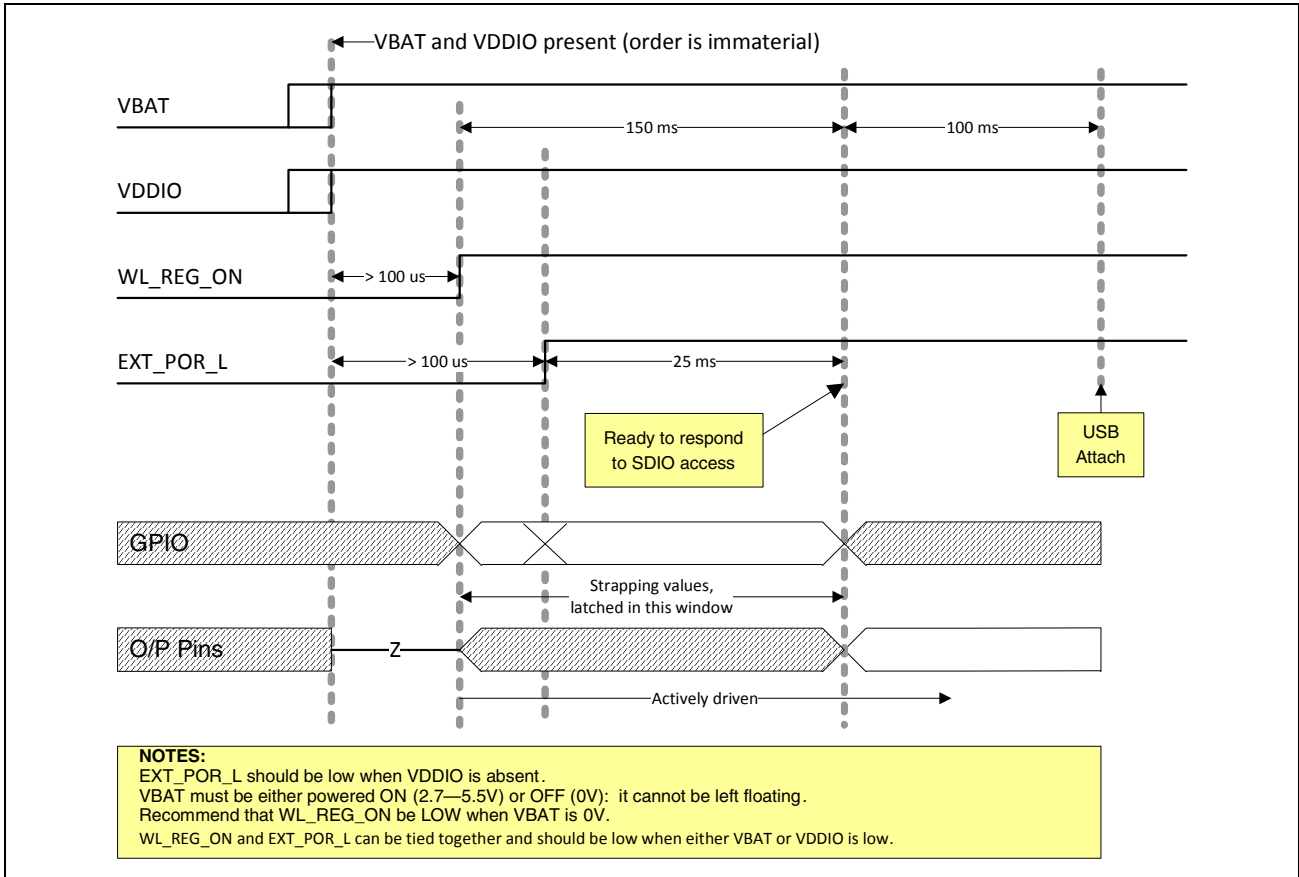 VBAT and VDDIO present (order is immaterial)
VBAT
150 ms
100 ms
VDDIO
WL_REG_ON
> 100 us
EXT_POR_L
> 100 us
25 ms
Ready to respond
to SDIO access
USB
Attach
GPIO
Strapping values,
latched in this window
O/P Pins
Z
Actively driven
NOTES:
EXT_POR_L should be low when VDDIO is absent.
VBAT must be either powered ON (2.7—5.5V) or OFF (0V): it cannot be left floating.
Recommend that WL_REG_ON be LOW when VBAT is 0V.
WL_REG_ON and EXT_POR_L can be tied together and should be low when either VBAT or VDDIO is low.